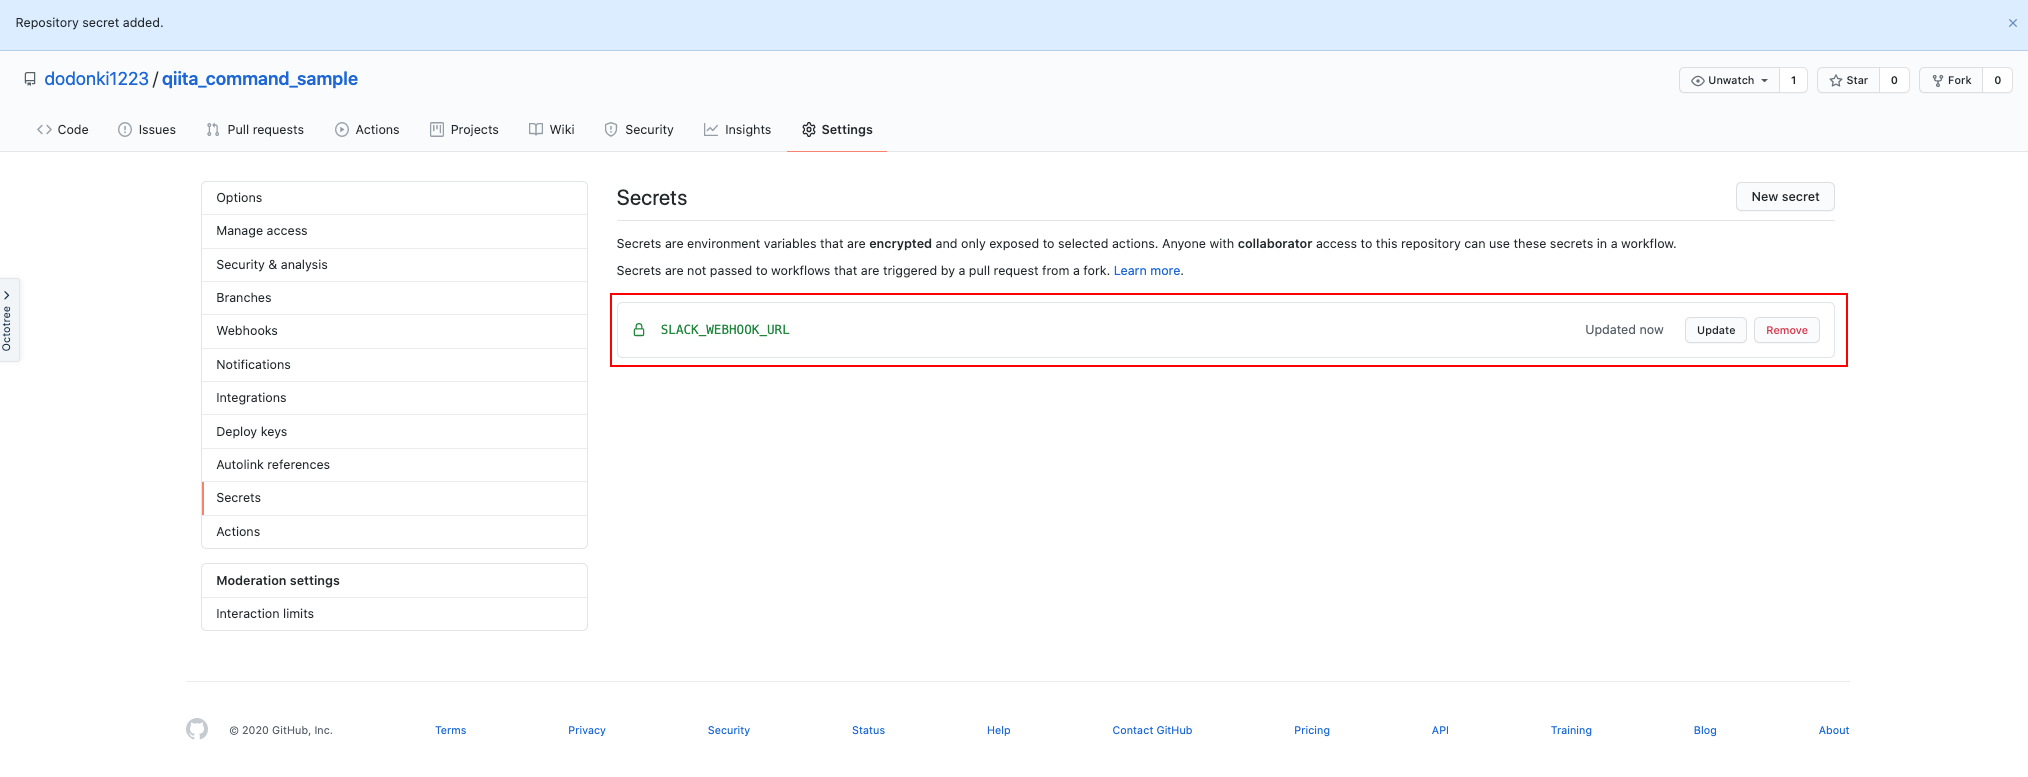 Repository secret added.
dodonki1223 / qiita_command_sample
Unwatch 1 Star 0 Fork 0
Code Issues Pull requests Actions Projects Wiki Security Insights Settings
Options
Manage access
Security & analysis
Branches
Webhooks
Notifications
Integrations
Deploy keys
Autolink references
Secrets
Actions
Moderation settings
Interaction limits
Octotree
Secrets
New secret
Secrets are environment variables that are encrypted and only exposed to selected actions. Anyone with collaborator access to this repository can use these secrets in a workflow.
Secrets are not passed to workflows that are triggered by a pull request from a fork. Learn more.
SLACK_WEBHOOK_URL Updated now Update Remove
© 2020 GitHub, Inc. Terms Privacy Security Status Help Contact GitHub Pricing API Training Blog About